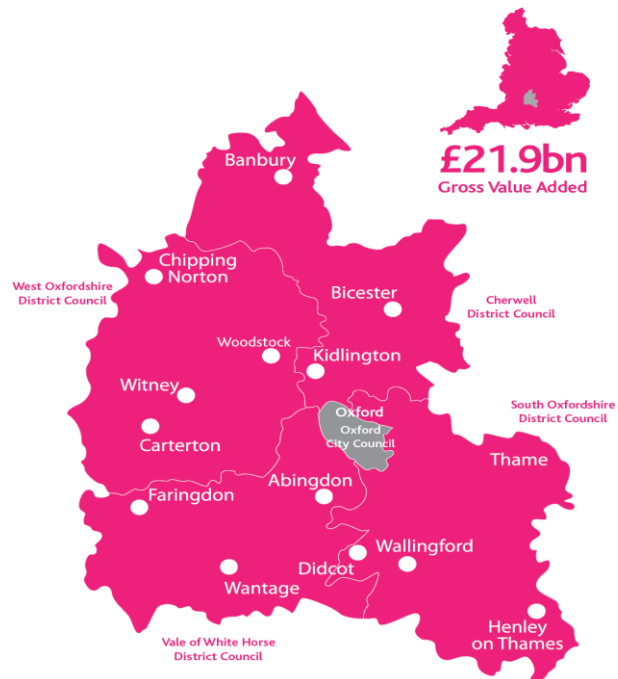 £21.9bn
Gross Value Added
Banbury
Chipping
Norton
West Oxfordshire
District Council
Bicester
Cherwell
District Council
Woodstock
Kidlington
Witney
Carterton
Oxford
Oxford
City Council
South Oxfordshire
District Council
Thame
Abingdon
Faringdon
Wallingford
Didcot
Wantage
Henley
on Thames
Vale of White Horse
District Council